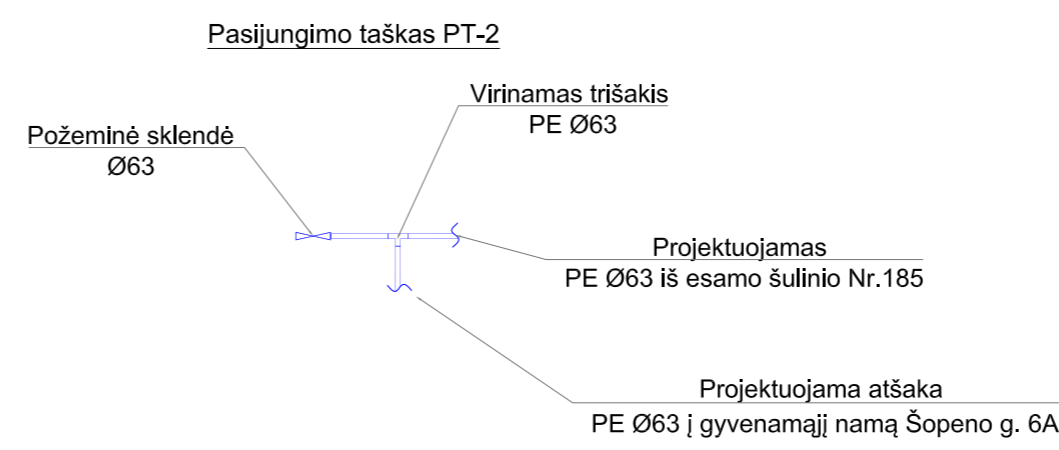 Pasijungimo taškas PT-2
Virinamas trišakis
PE Ø63
Požeminė sklendė
Ø63
Projektuojamas
PE Ø63 iš esamo šulinio Nr.185
Projektuojama atšaka
PE Ø63 į gyvenamąjį namą Šopeno g. 6A